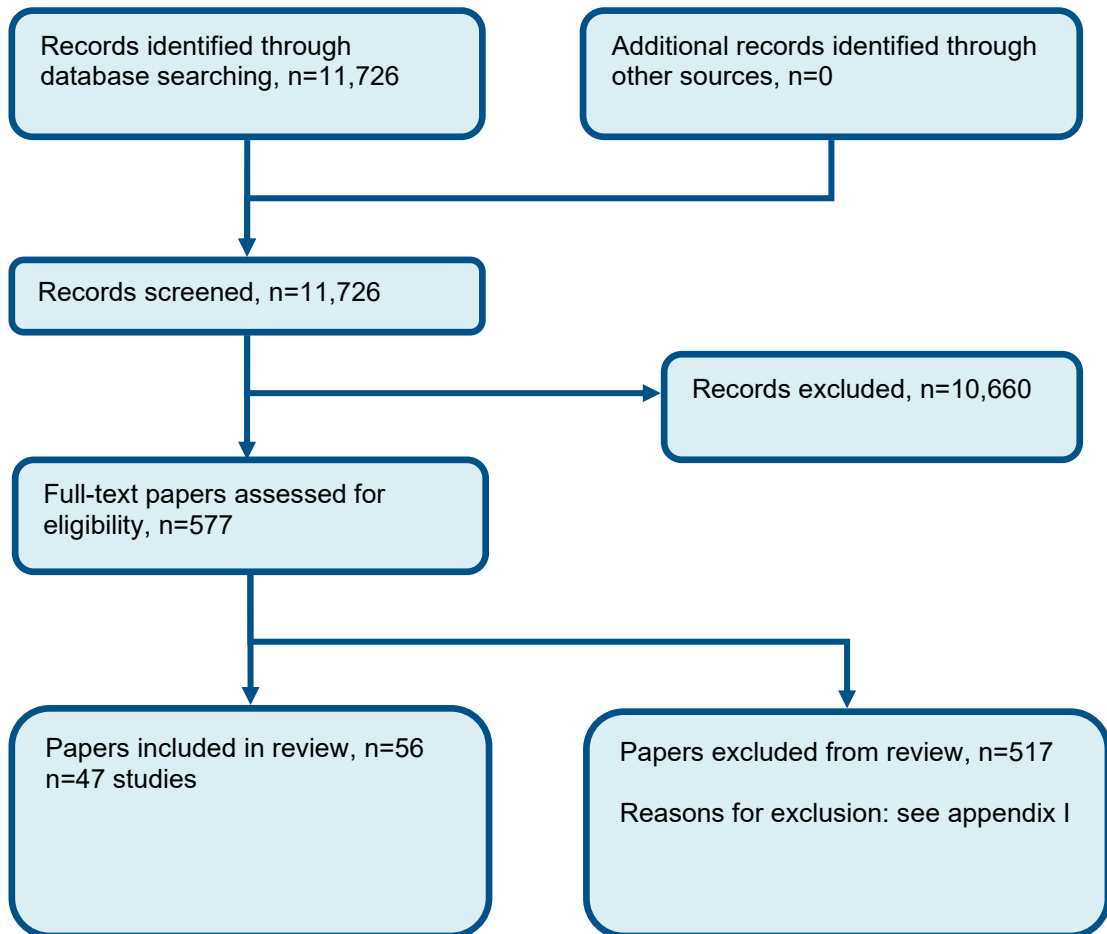 Records identified through
database searching, n=11,726
Additional records identified through
other sources, n=0
Records screened, n=11,726
Records excluded, n=10,660
Full-text papers assessed for
eligibility, n=577
Papers included in review, n=56
n=47 studies
Papers excluded from review, n=517
Reasons for exclusion: see appendix I